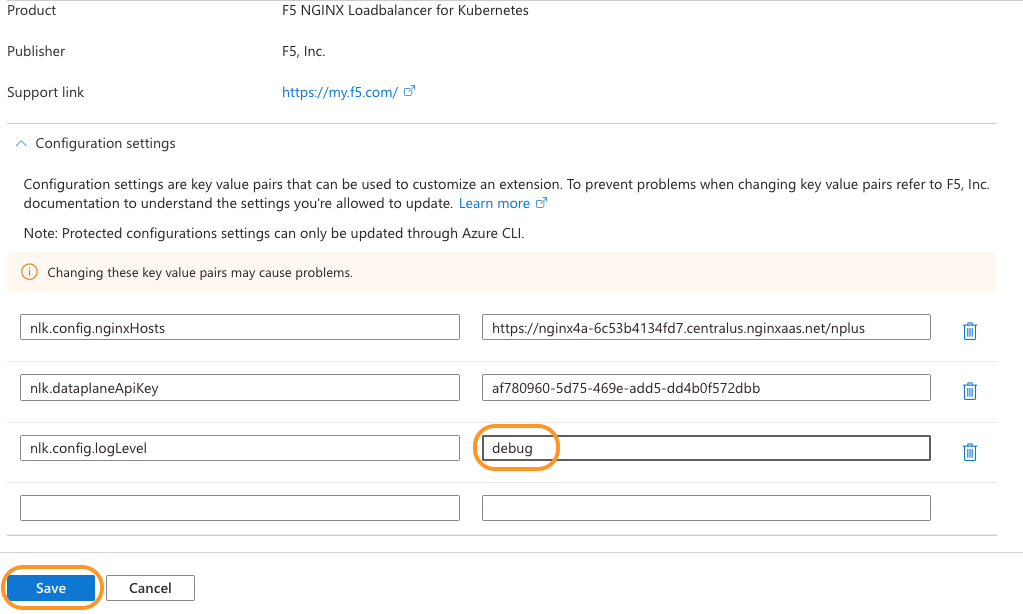 Product F5 NGINX Loadbalancer for Kubernetes
Publisher F5, Inc.
Support link https://my.f5.com/
Configuration settings
Configuration settings are key value pairs that can be used to customize an extension. To prevent problems when changing key value pairs refer to F5, Inc.
documentation to understand the settings you're allowed to update. Learn more
Note: Protected configurations settings can only be updated through Azure CLI.
Changing these key value pairs may cause problems.
nlk.config.nginxHosts https://nginx4a-6c53b4134fd7.centralus.nginxaas.net/nplus
nlk.dataplaneApiKey af780960-5d75-469e-add5-dd4b0f572dbb
nlk.config.logLevel debug
Save Cancel